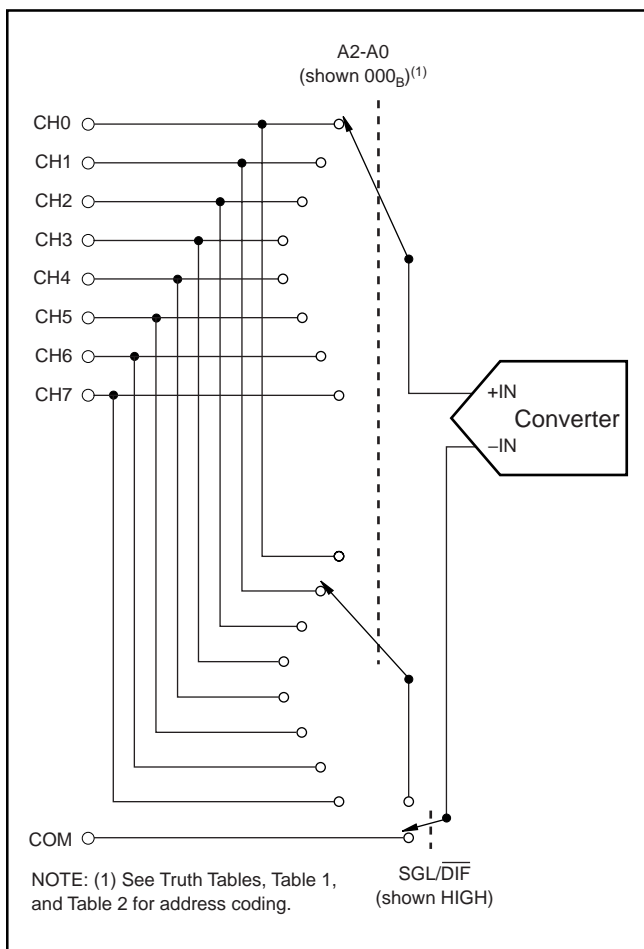 A2-A0
(shown 000B)(1)
CH0
CH1
CH2
CH3
CH4
CH5
CH6
CH7
+IN
Converter
−IN
COM
SGL/DIF
(shown HIGH)
NOTE: (1) See Truth Tables, Table 1,
and Table 2 for address coding.